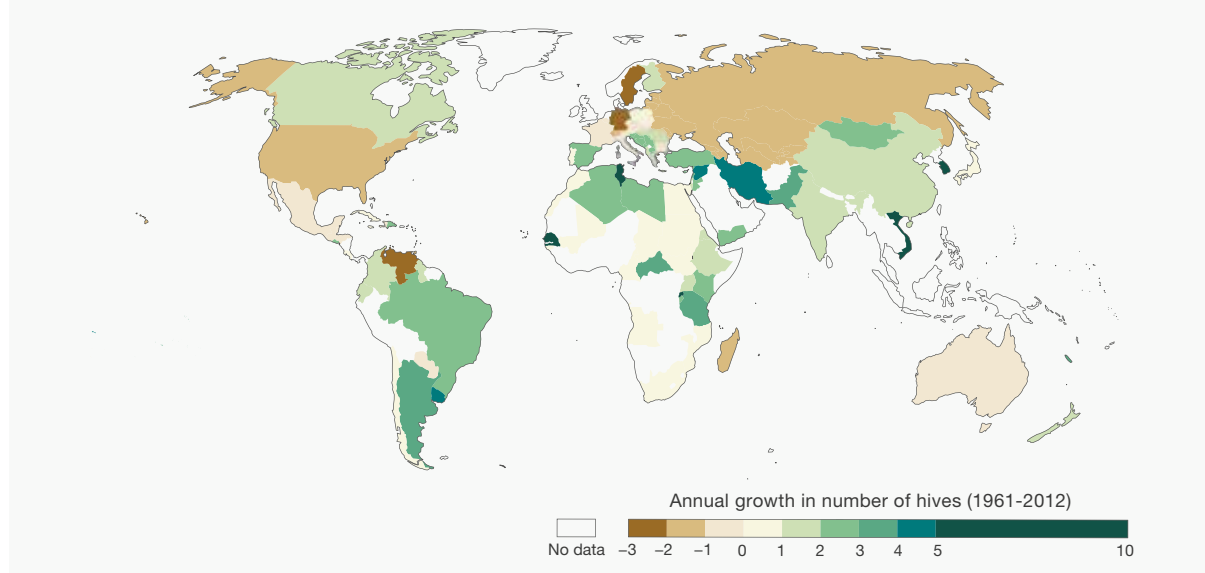 Annual growth in number of hives (1961-2012)
No data −3 −2 −1 0 1 2 3 4 5 10